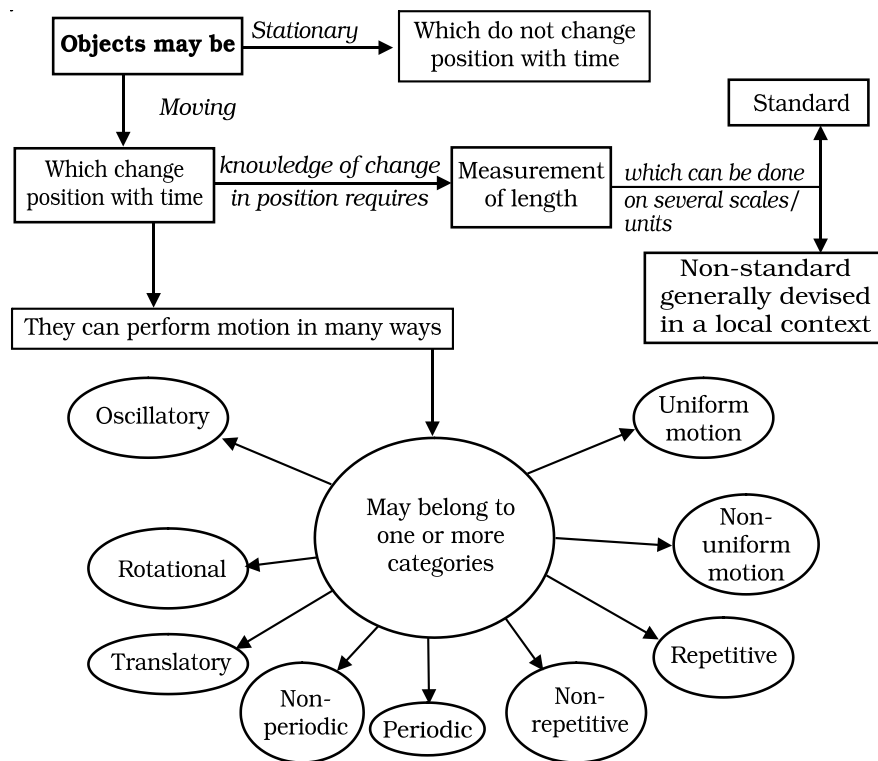 Objects may be
Stationary
Which do not change
position with time
Moving
Standard
Which change
position with time
knowledge of change
in position requires
Measurement
of length
which can be done
on several scales/
units
Non-standard
generally devised
in a local context
They can perform motion in many ways
Oscillatory
Uniform
motion
May belong to
one or more
categories
Non-
uniform
motion
Rotational
Translatory
Repetitive
Non-
periodic
Periodic
Non-
repetitive